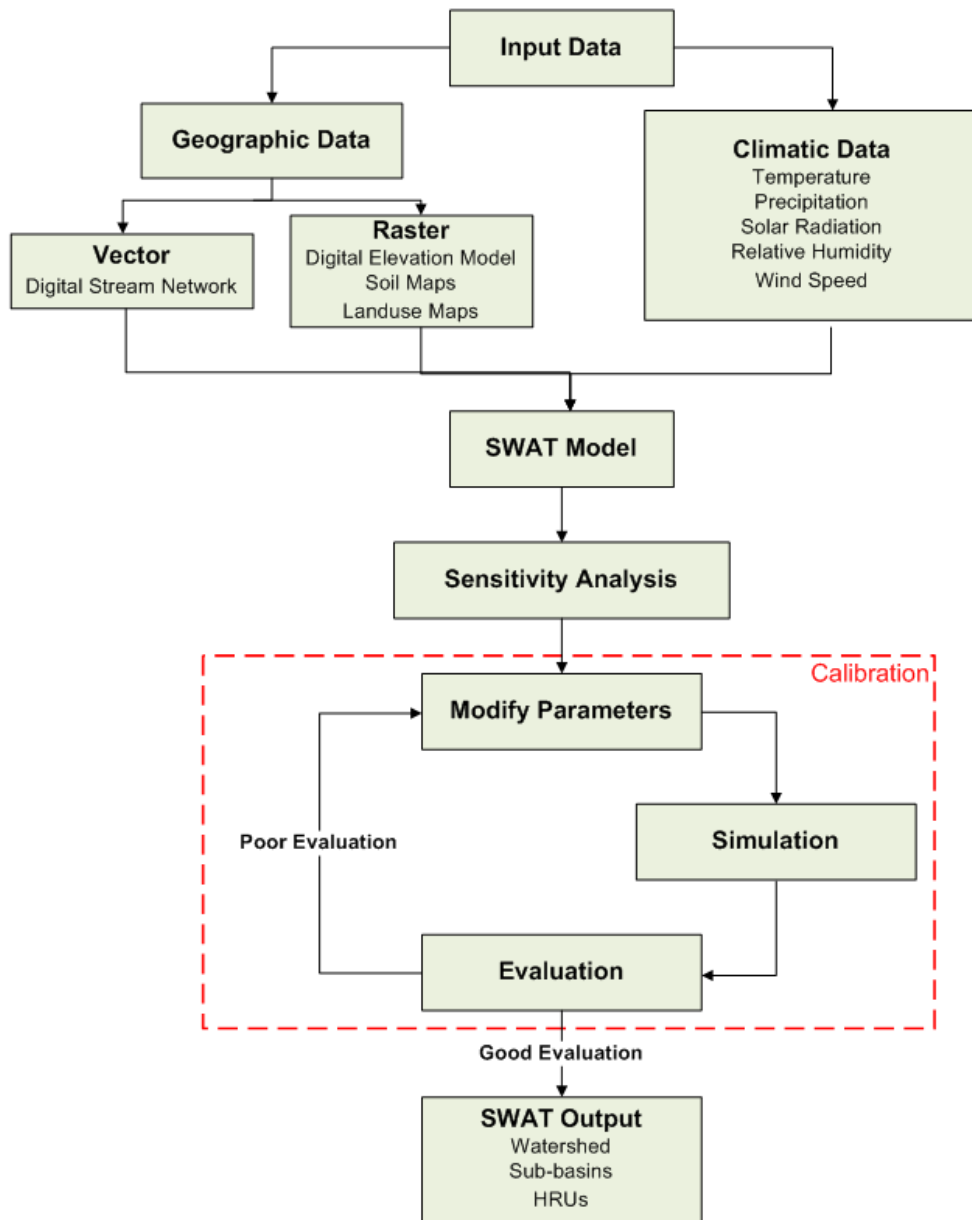 Input Data
Geographic Data
Climatic Data
Temperature
Precipitation
Solar Radiation
Relative Humidity
Wind Speed
Vector
Digital Stream Network
Raster
Digital Elevation Model
Soil Maps
Landuse Maps
SWAT Model
Sensitivity Analysis
Calibration
Modify Parameters
Simulation
Poor Evaluation
Evaluation
Good Evaluation
SWAT Output
Watershed
Sub-basins
HRUs